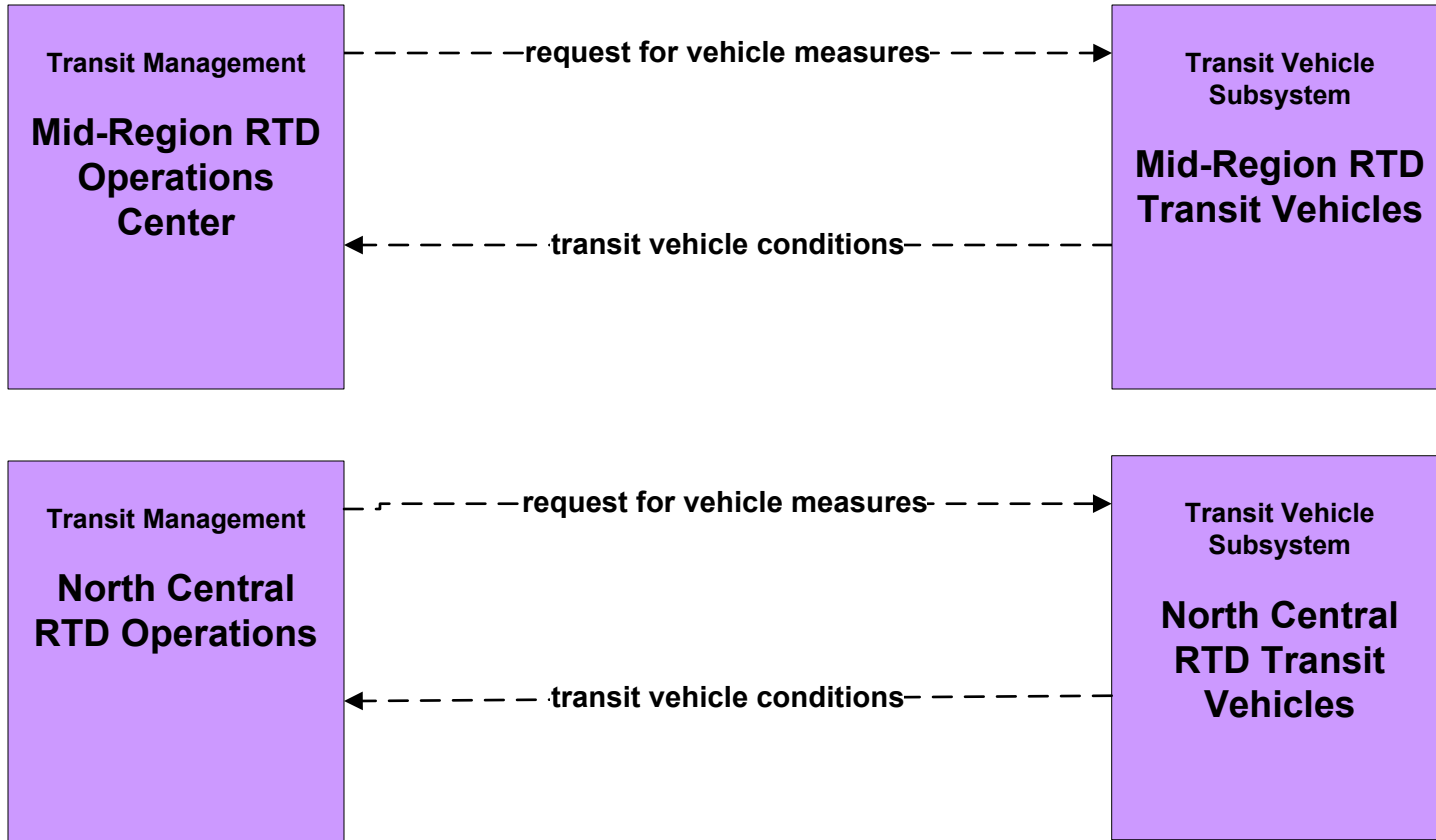 Transit Management
Mid-Region RTD
Operations
Center
request for vehicle measures
transit vehicle conditions
Transit Vehicle
Subsystem
Mid-Region RTD
Transit Vehicles
Transit Management
North Central
RTD Operations
request for vehicle measures
transit vehicle conditions
Transit Vehicle
Subsystem
North Central
RTD Transit
Vehicles